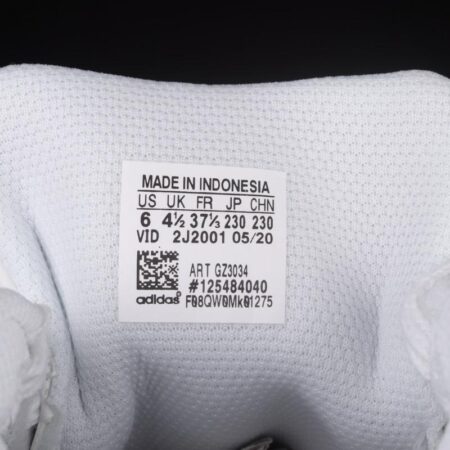 MADE IN INDONESIA
US UK FR JP CHN
6 4½ 37⅓ 230 230
VID 2J2001 05/20
ART GZ3034
#125484040
adidas